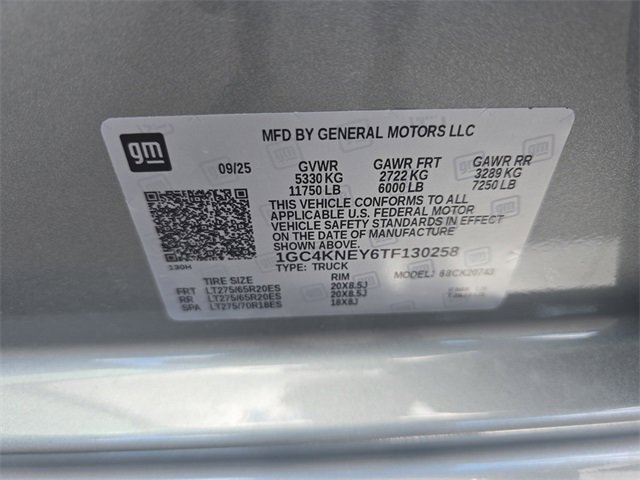 gm
MFD BY GENERAL MOTORS LLC
09/25 GVWR GAWR FRT GAWR RR
5330 KG 2722 KG 3289 KG
11750 LB 6000 LB 7250 LB
THIS VEHICLE CONFORMS TO ALL
APPLICABLE U.S. FEDERAL MOTOR
VEHICLE SAFETY STANDARDS IN EFFECT
ON THE DATE OF MANUFACTURE
SHOWN ABOVE.
1GC4KNEY6TF130258
130H TYPE: TRUCK MODEL:
TIRE SIZE RIM
FRT LT275/65R20ES 20X8.5J
RR LT275/65R20ES 20X8.5J
SPA LT275/70R18ES 18X8J